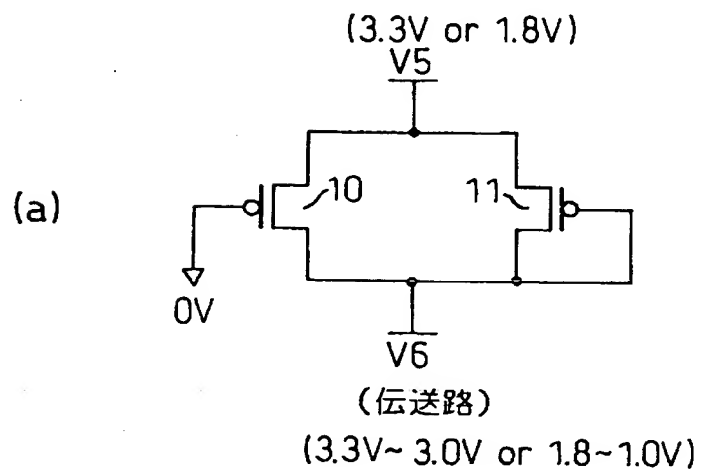 (3.3V or 1.8V)
V5
(a)
10
11
0V
V6
(伝送路)
(3.3V~ 3.0V or 1.8~1.0V)